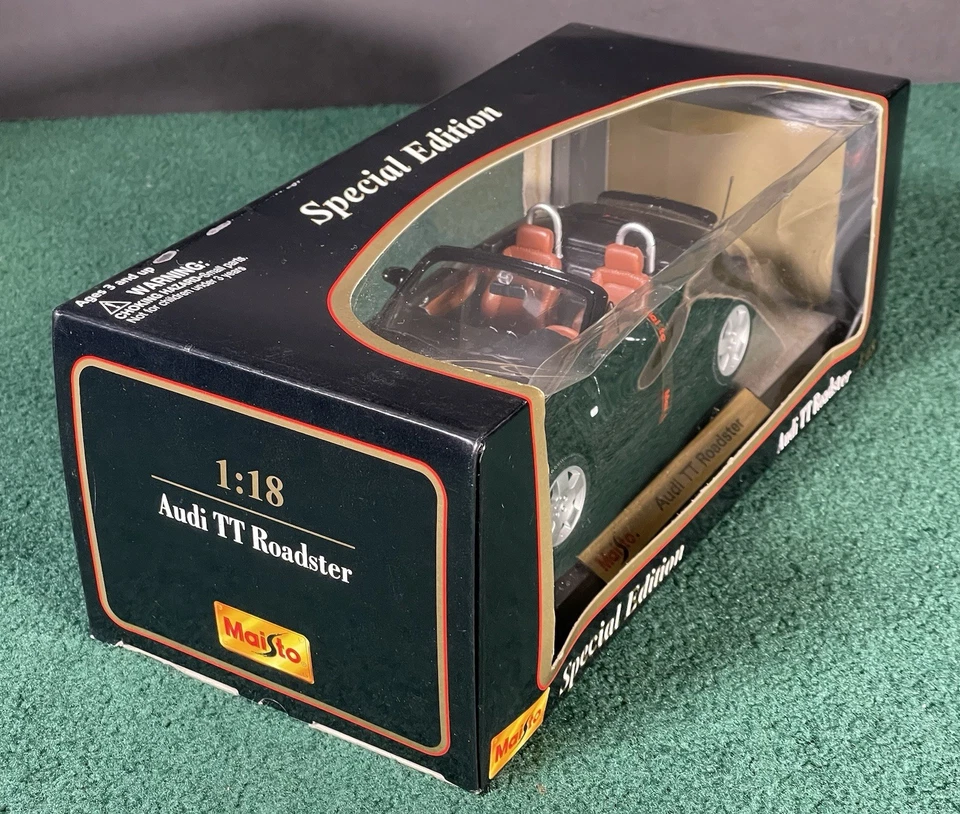 Special Edition
Ages 3 and up
WARNING:
CHOKING HAZARD-Small parts.
Not for children under 3 years
1:18
Audi TT Roadster
Maisto
Maisto
Audi TT Roadster
Special Edition
Audi TT Roadster
Maisto